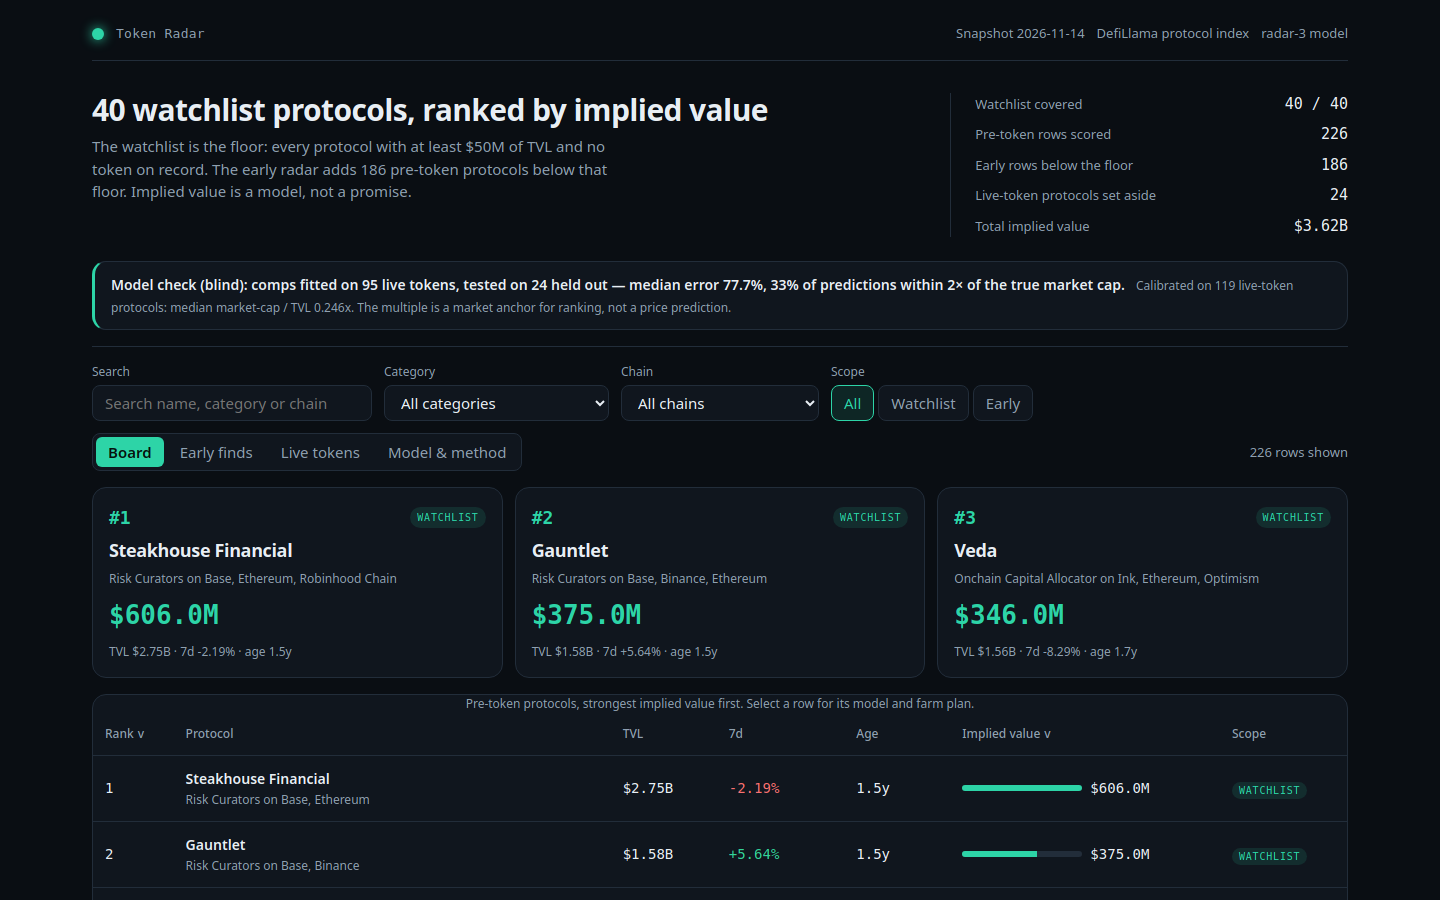 Token Radar
Snapshot 2026-11-14 DefiLlama protocol index radar-3 model
40 watchlist protocols, ranked by implied value
The watchlist is the floor: every protocol with at least $50M of TVL and no
token on record. The early radar adds 186 pre-token protocols below that
floor. Implied value is a model, not a promise.
Watchlist covered 40 / 40
Pre-token rows scored 226
Early rows below the floor 186
Live-token protocols set aside 24
Total implied value $3.62B
Model check (blind): comps fitted on 95 live tokens, tested on 24 held out — median error 77.7%, 33% of predictions within 2× of the true market cap. Calibrated on 119 live-token
protocols: median market-cap / TVL 0.246x. The multiple is a market anchor for ranking, not a price prediction.
Search Category Chain Scope
Search name, category or chain All categories All chains All Watchlist Early
Board Early finds Live tokens Model & method 226 rows shown
#1 WATCHLIST
Steakhouse Financial
Risk Curators on Base, Ethereum, Robinhood Chain
$606.0M
TVL $2.75B · 7d -2.19% · age 1.5y
#2 WATCHLIST
Gauntlet
Risk Curators on Base, Binance, Ethereum
$375.0M
TVL $1.58B · 7d +5.64% · age 1.5y
#3 WATCHLIST
Veda
Onchain Capital Allocator on Ink, Ethereum, Optimism
$346.0M
TVL $1.56B · 7d -8.29% · age 1.7y
Pre-token protocols, strongest implied value first. Select a row for its model and farm plan.
Rank v Protocol TVL 7d Age Implied value v Scope
1 Steakhouse Financial $2.75B -2.19% 1.5y $606.0M WATCHLIST
Risk Curators on Base, Ethereum
2 Gauntlet $1.58B +5.64% 1.5y $375.0M WATCHLIST
Risk Curators on Base, Binance